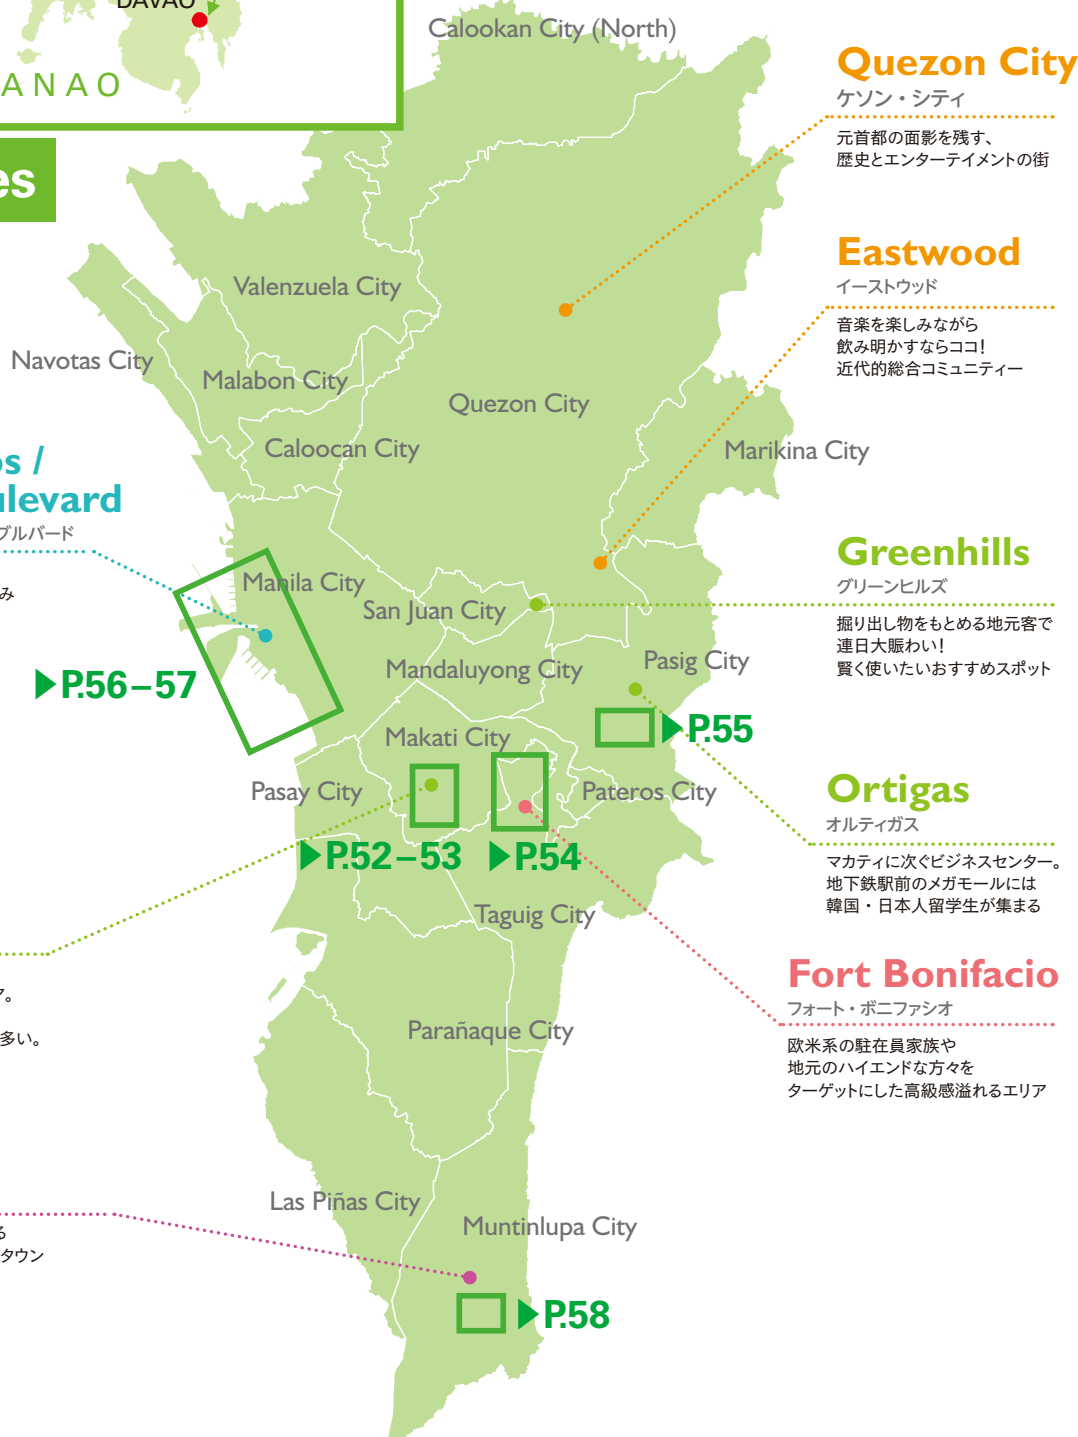 DAVAO
ANAO
es
Calookan City (North)
Quezon City
ケソン・シティ
元首都の面影を残す、
歴史とエンターテイメントの街
Eastwood
イーストウッド
音楽を楽しみながら
飲み明かすならココ!
近代的総合コミュニティー
Valenzuela City
Navotas City
Malabon City
Quezon City
Caloocan City
Marikina City
os /
ulevard
ブルバード
み
Manila City
San Juan City
Greenhills
グリーンヒルズ
掘り出し物をもとめる地元客で
連日大賑わい!
賢く使いたいおすすめスポット
Mandaluyong City
Pasig City
▶P.56–57
▶P.55
Makati City
Pasay City
Pateros City
Ortigas
オルティガス
マカティに次ぐビジネスセンター。
地下鉄駅前のメガモールには
韓国・日本人留学生が集まる
▶P.52–53
▶P.54
Taguig City
Fort Bonifacio
フォート・ボニファシオ
欧米系の駐在員家族や
地元のハイエンドな方々を
ターゲットにした高級感溢れるエリア
ア。
多い。
Parañaque City
Las Piñas City
Muntinlupa City
る
タウン
▶P.58